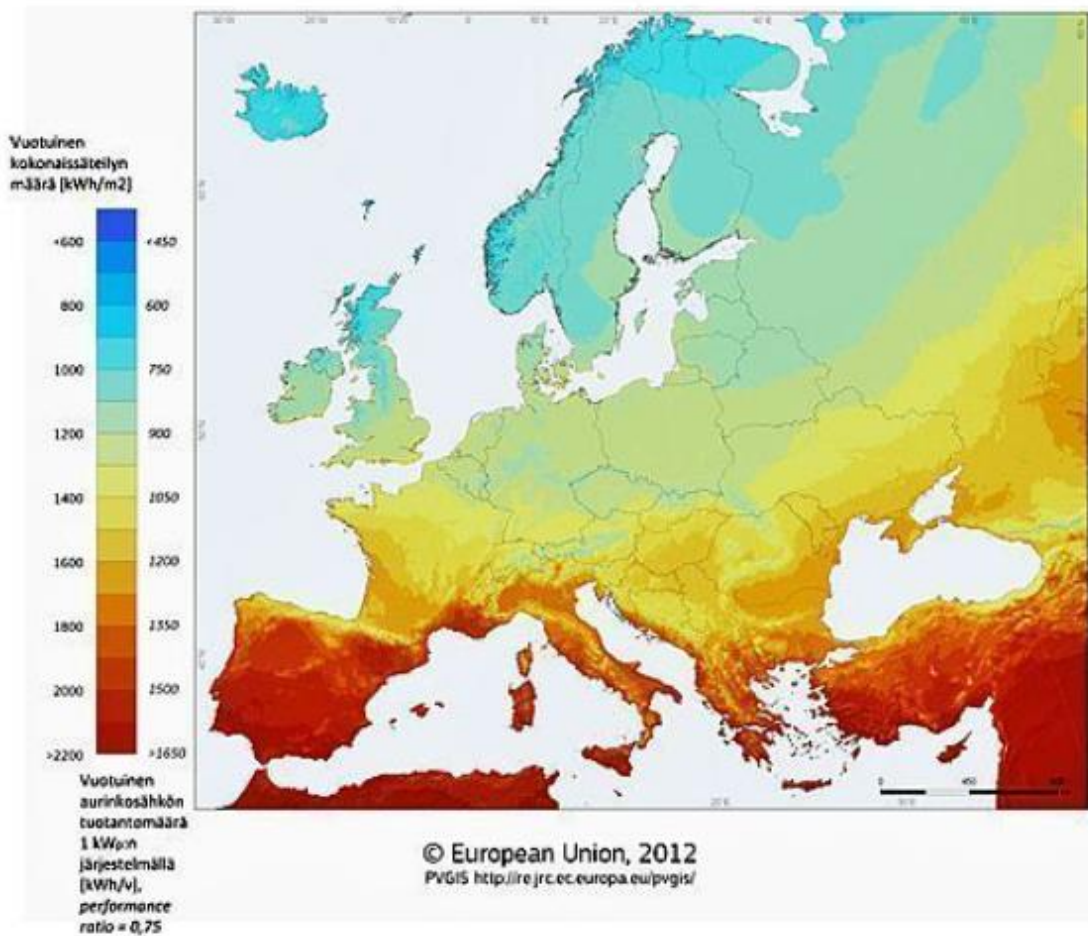 Vuotuinen
kokonaissäteilyn
määrä [kWh/m2]
<600 <450
800 600
1000 750
1200 900
1400 1050
1600 1200
1800 1350
2000 1500
>2200 >1650
Vuotuinen
aurinkosähkön
tuotantomäärä
1 kWp:n
järjestelmällä
[kWh/v],
performance
ratio = 0,75
© European Union, 2012
PVGIS http://re.jrc.ec.europa.eu/pvgis/